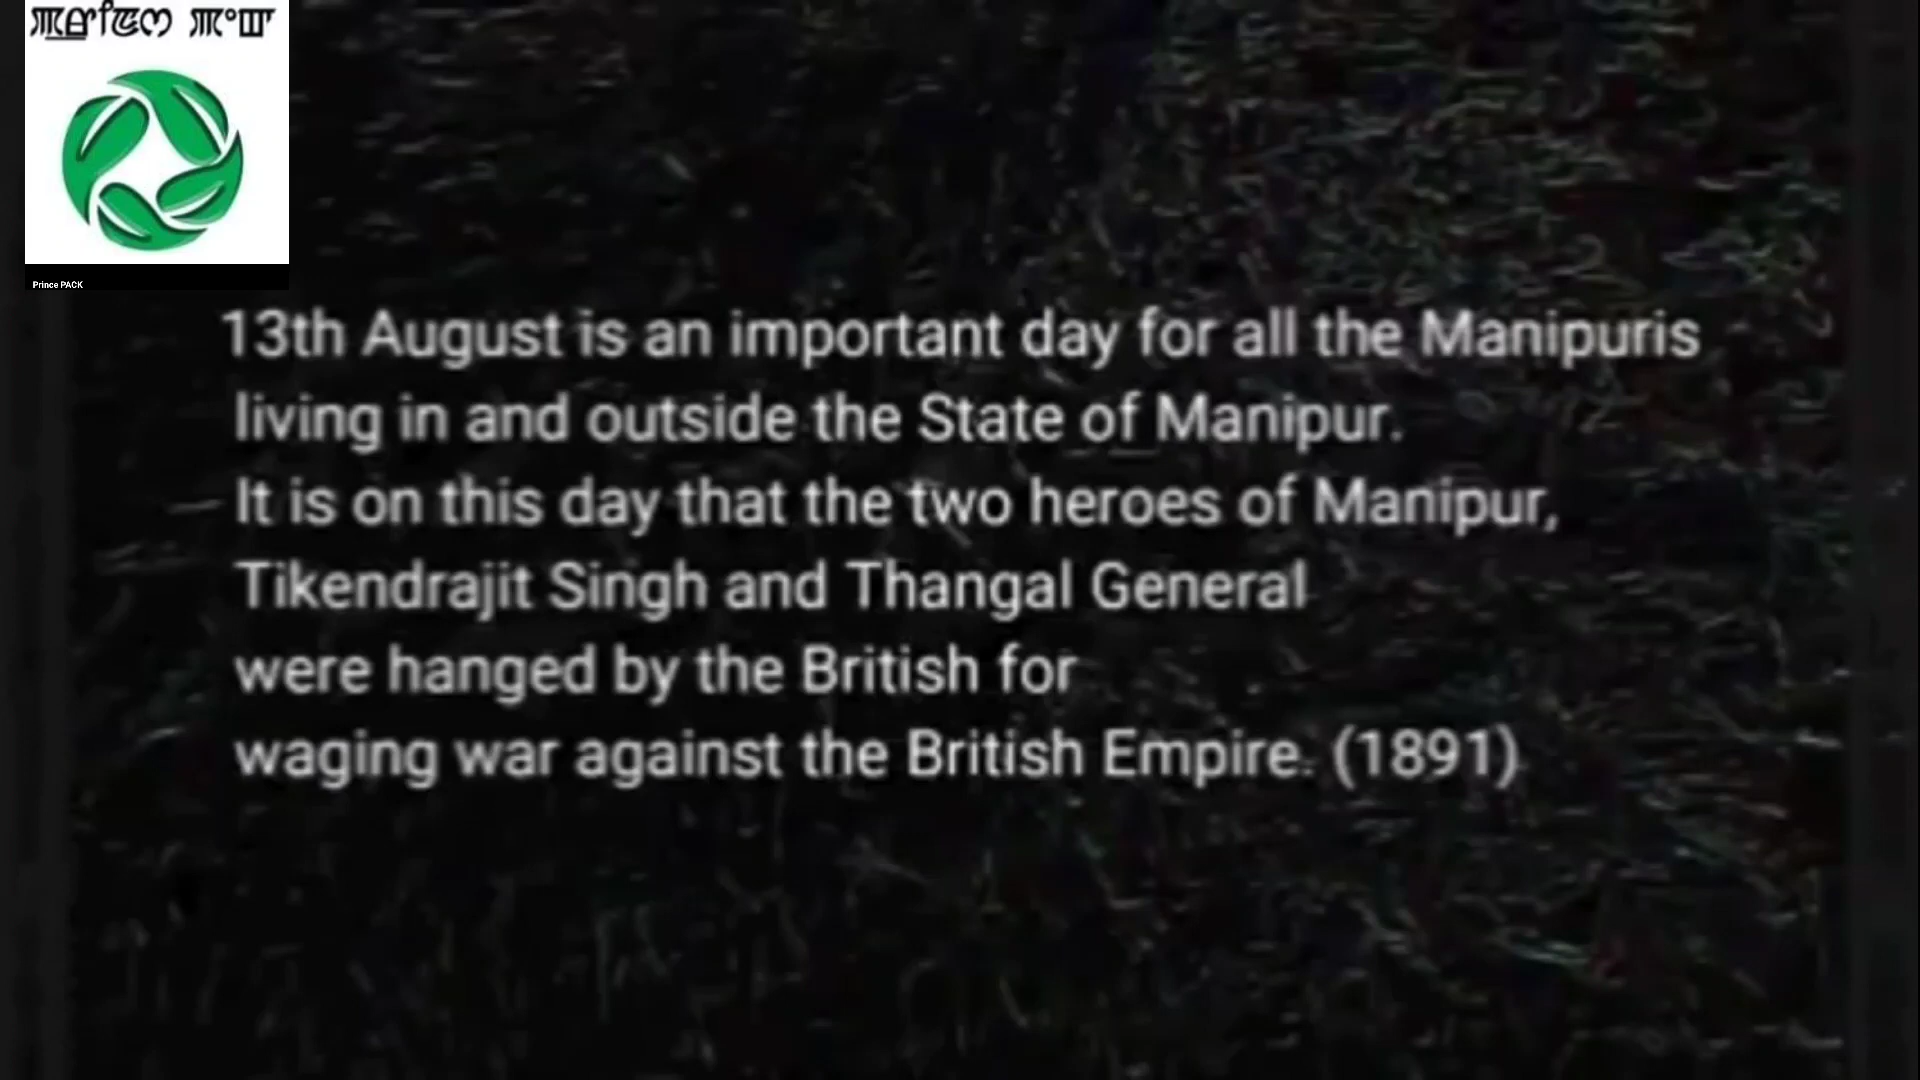 13th August is an important day for all the Manipuris
living in and outside the State of Manipur.
It is on this day that the two heroes of Manipur,
Tikendrajit Singh and Thangal General
were hanged by the British for
waging war against the British Empire. (1891)
Prince PACK